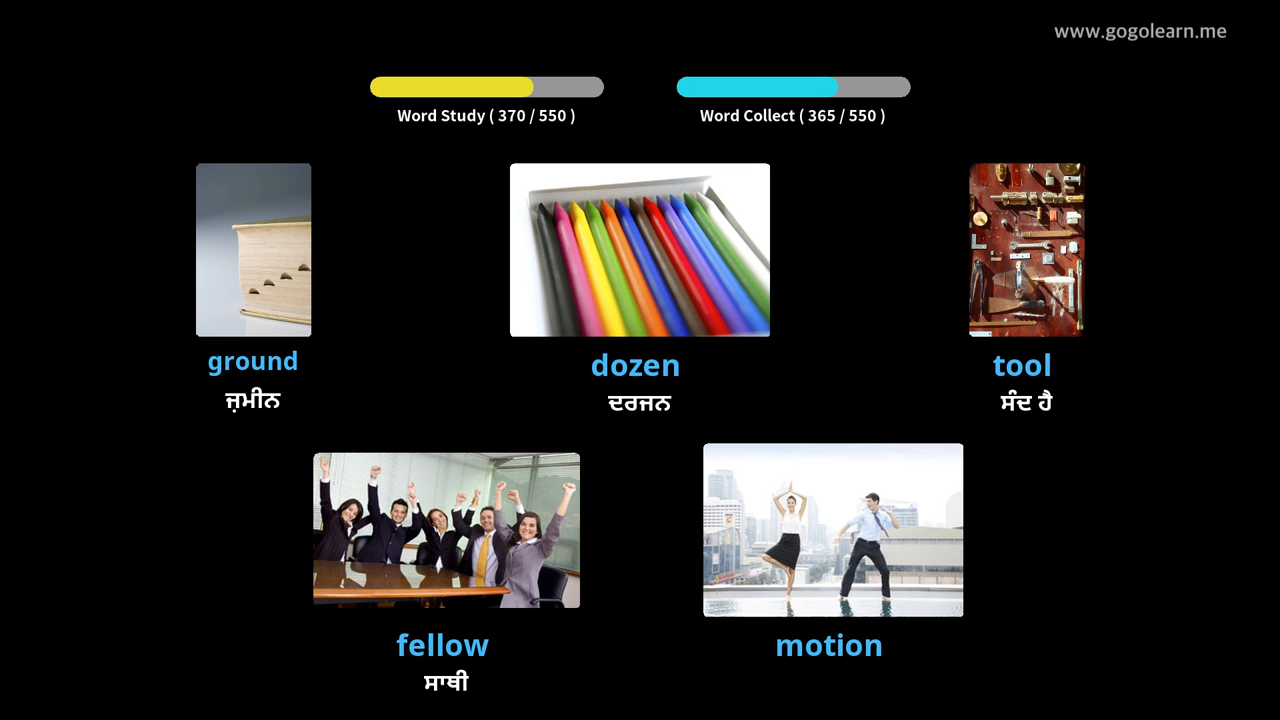 www.gogolearn.me
Word Study ( 370 / 550 )
Word Collect ( 365 / 550 )
ground
ਜ਼ਮੀਨ
dozen
ਦਰਜਨ
tool
ਸੰਦ ਹੈ
fellow
ਸਾਥੀ
motion